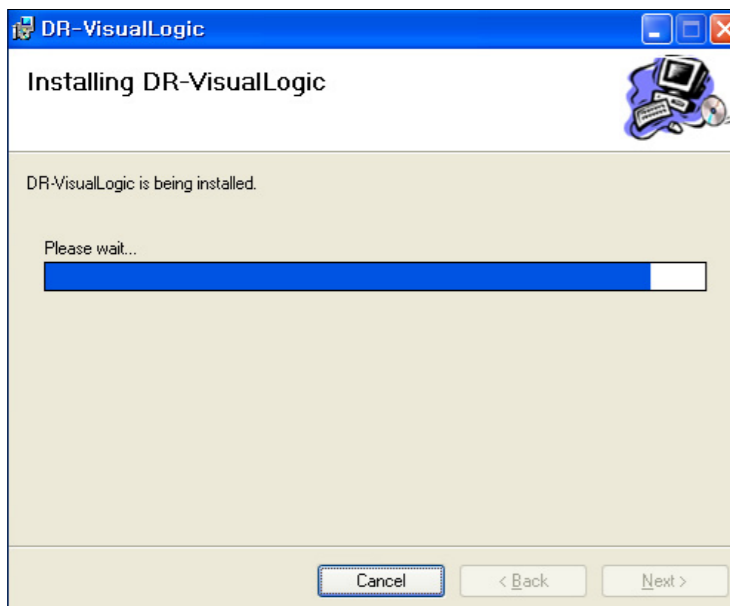 DR-VisualLogic
Installing DR-VisualLogic
DR-VisualLogic is being installed.
Please wait...
Cancel
< Back
Next >